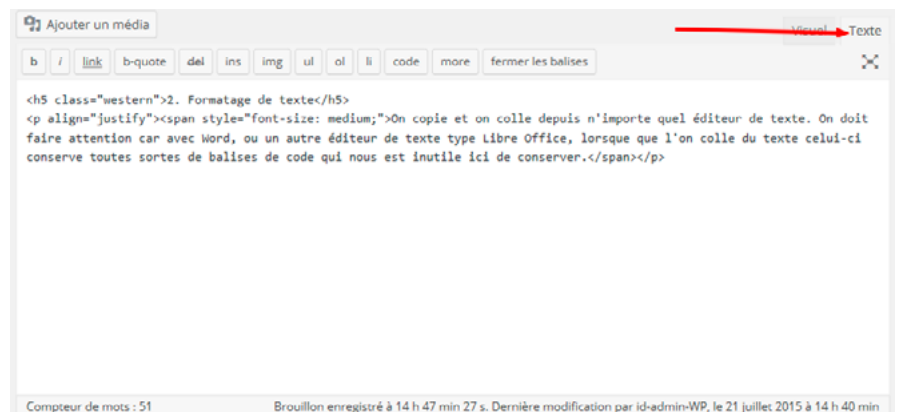 Ajouter un média
Visuel Texte
b i link b-quote del ins img ul ol li code more fermer les balises
<h5 class="western">2. Formatage de texte</h5>
<p align="justify"><span style="font-size: medium;">On copie et on colle depuis n'importe quel éditeur de texte. On doit
faire attention car avec Word, ou un autre éditeur de texte type Libre Office, lorsque que l'on colle du texte celui-ci
conserve toutes sortes de balises de code qui nous est inutile ici de conserver.</span></p>
Compteur de mots : 51 Brouillon enregistré à 14 h 47 min 27 s. Dernière modification par id-admin-WP, le 21 juillet 2015 à 14 h 40 min